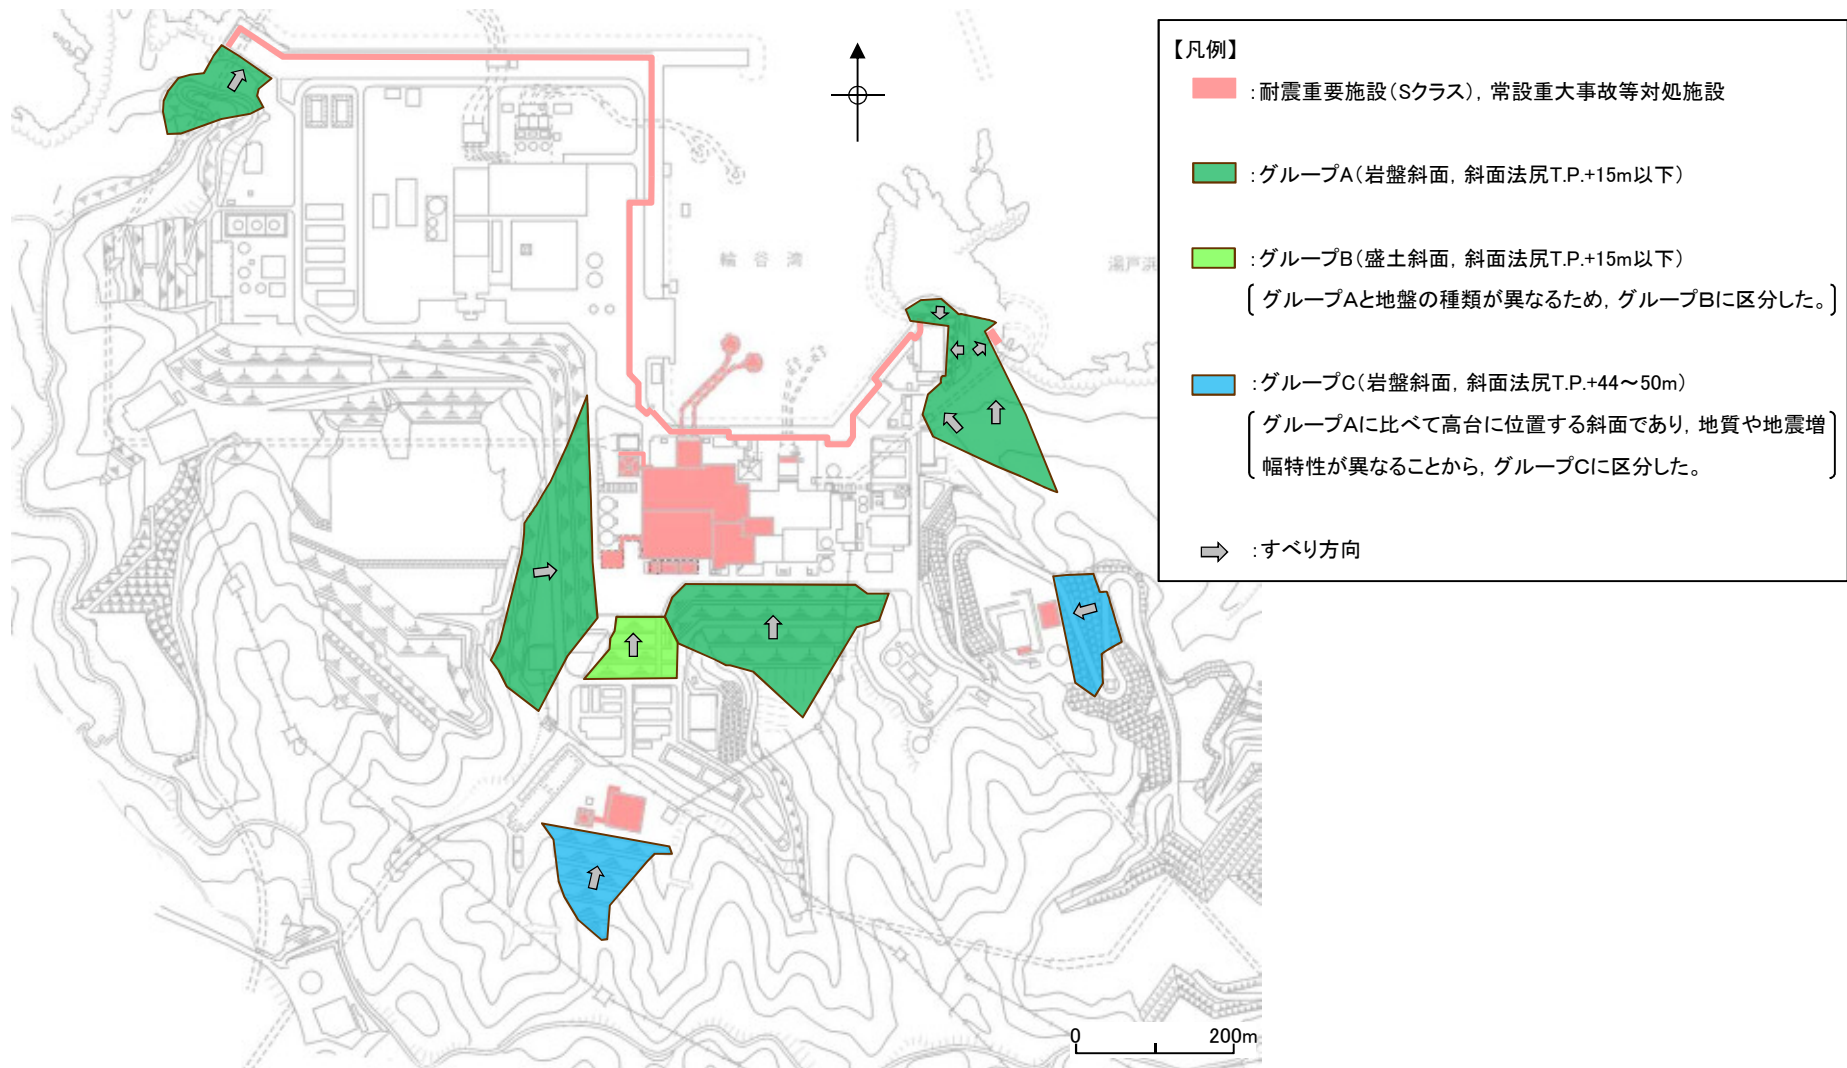 【凡例】
:耐震重要施設(Sクラス), 常設重大事故等対処施設
:グループA(岩盤斜面, 斜面法尻T.P.+15m以下)
:グループB(盛土斜面, 斜面法尻T.P.+15m以下)
グループAと地盤の種類が異なるため, グループBに区分した。
:グループC(岩盤斜面, 斜面法尻T.P.+44～50m)
グループAに比べて高台に位置する斜面であり, 地質や地震増
幅特性が異なることから, グループCに区分した。
:すべり方向
輪谷湾
湯戸浜
0 200m